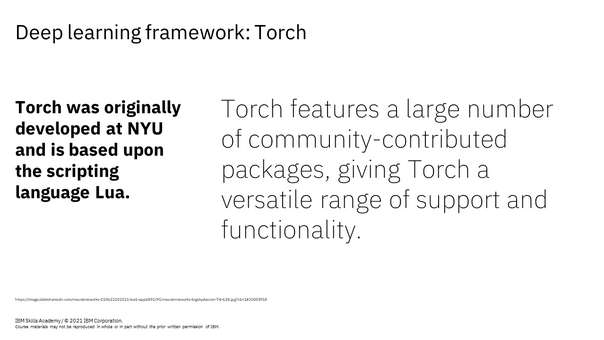 Deep learning framework: Torch
Torch was originally
developed at NYU
and is based upon
the scripting
language Lua.
Torch features a large number
of community-contributed
packages, giving Torch a
versatile range of support and
functionality.
IBM Skills Academy / © 2021 IBM Corporation.
Course materials may not be reproduced in whole or in part without the prior written permission of IBM.